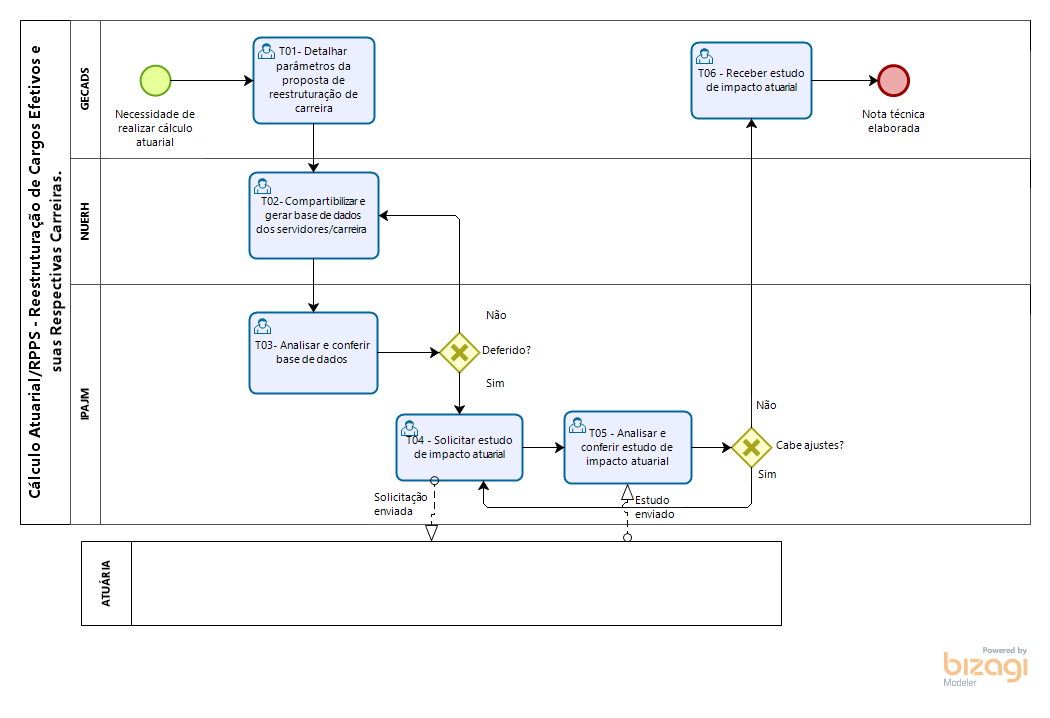 Cálculo Atuarial/RPPS - Reestruturação de Cargos Efetivos e
suas Respectivas Carreiras.
GECADS
Necessidade de
realizar cálculo
atuarial
T01- Detalhar
parâmetros da
proposta de
reestruturação de
carreira
T06 - Receber estudo
de impacto atuarial
Nota técnica
elaborada
NUERH
T02- Compartibilizar e
gerar base de dados
dos servidores/carreira
IPAJM
T03- Analisar e conferir
base de dados
Não
Deferido?
Sim
T04 - Solicitar estudo
de impacto atuarial
T05 - Analisar e
conferir estudo de
impacto atuarial
Não
Cabe ajustes?
Sim
Solicitação
enviada
Estudo
enviado
ATUÁRIA
Powered by
bizagi
Modeler